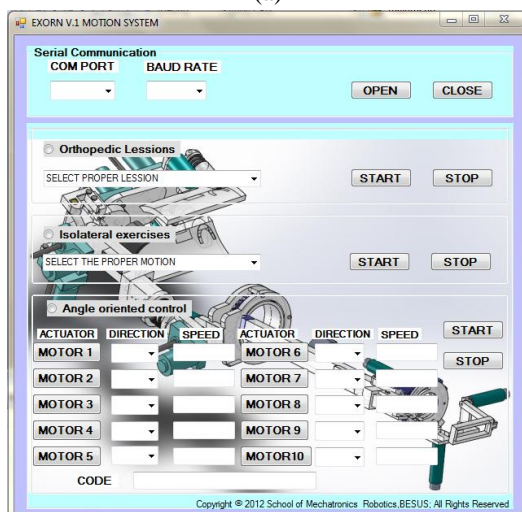 EXORN V.1 MOTION SYSTEM
Serial Communication
COM PORT BAUD RATE
OPEN CLOSE
Orthopedic Lessions
SELECT PROPER LESSION START STOP
Isolateral exercises
SELECT THE PROPER MOTION START STOP
Angle oriented control
ACTUATOR DIRECTION SPEED ACTUATOR DIRECTION SPEED START
MOTOR 1 MOTOR 6 STOP
MOTOR 2 MOTOR 7
MOTOR 3 MOTOR 8
MOTOR 4 MOTOR 9
MOTOR 5 MOTOR10
CODE
Copyright © 2012 School of Mechatronics Robotics,BESUS; All Rights Reserved